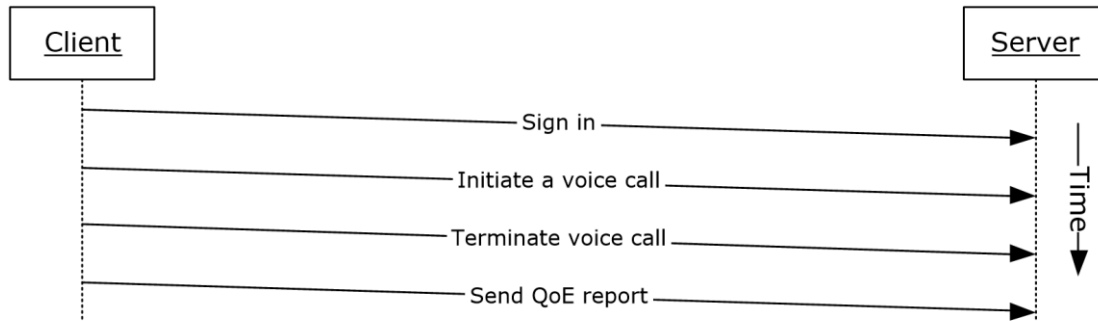 Client
Server
Sign in
Initiate a voice call
Terminate voice call
Send QoE report
Time